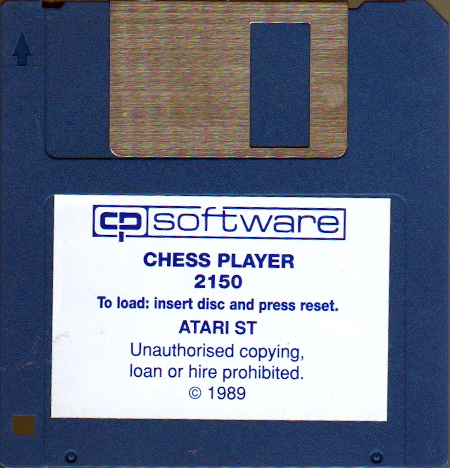 cp software
CHESS PLAYER
2150
To load: insert disc and press reset.
ATARI ST
Unauthorised copying,
loan or hire prohibited.
© 1989